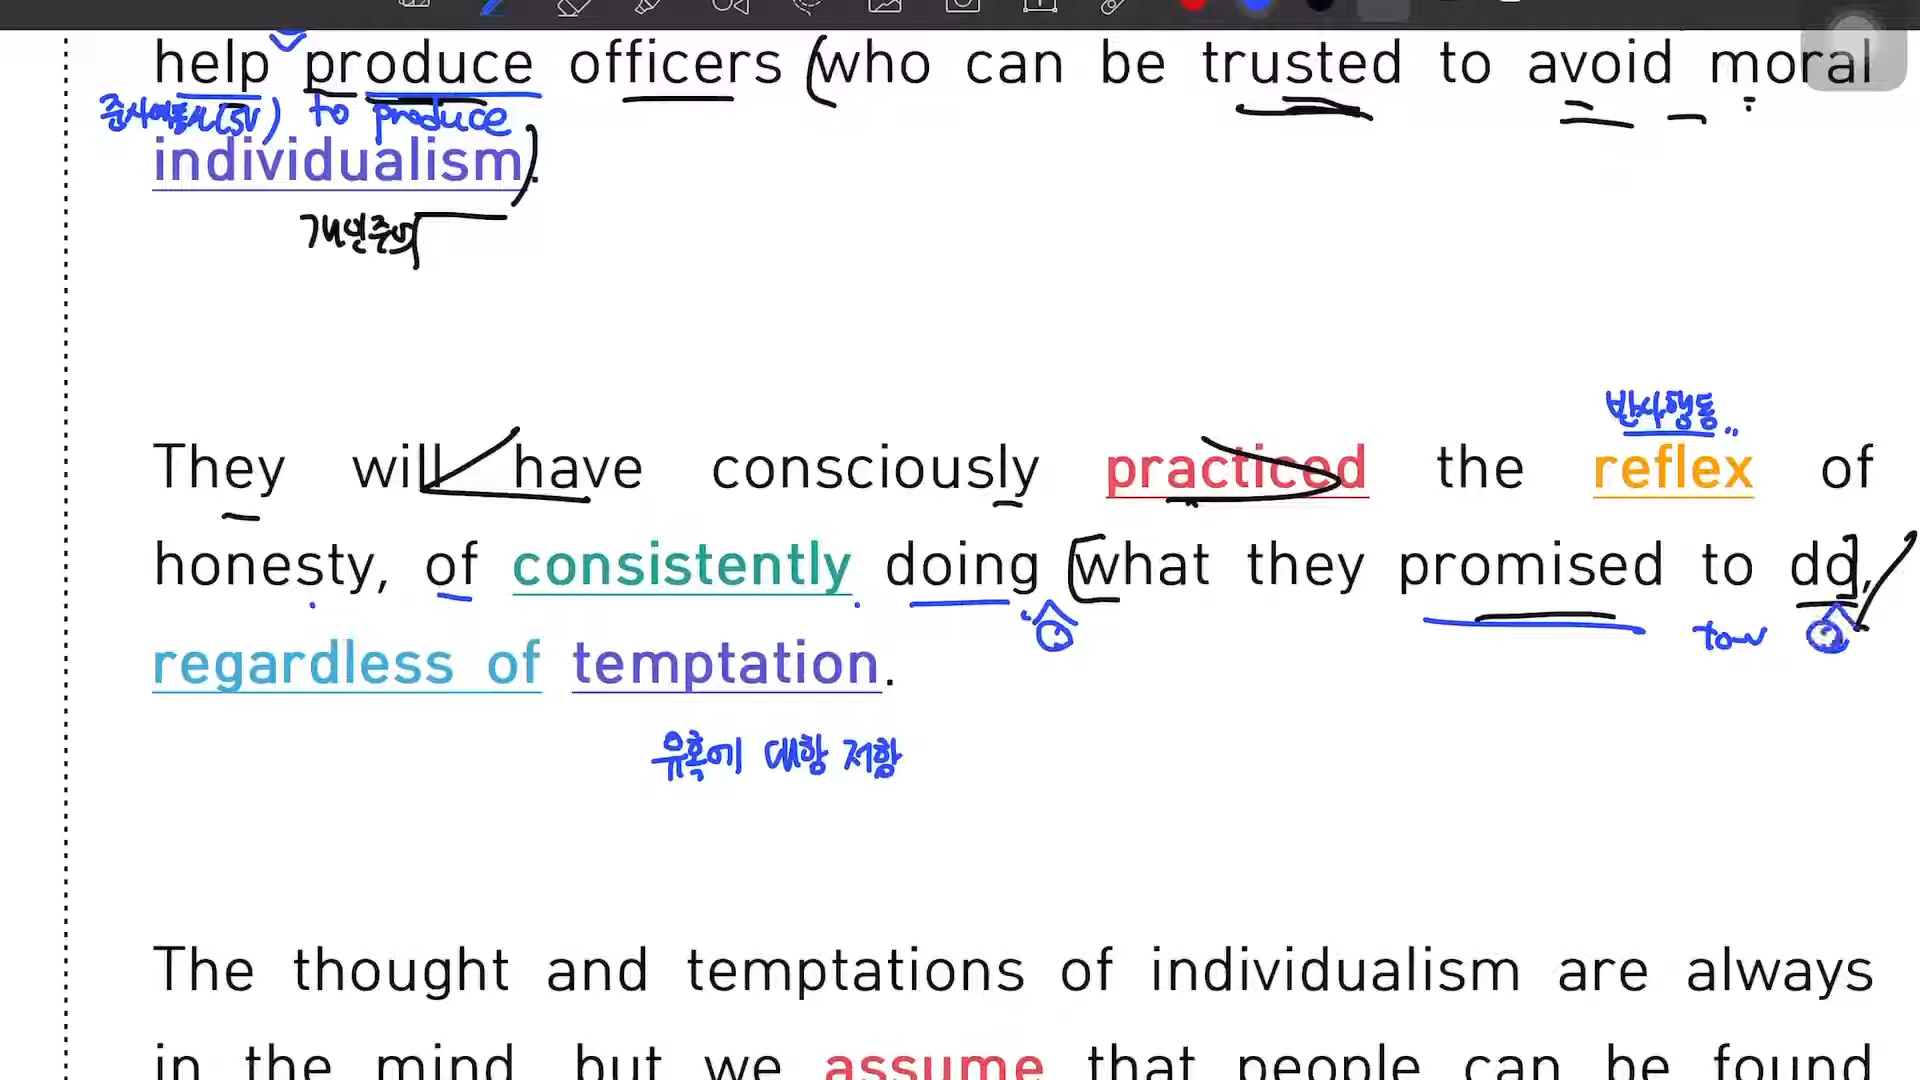 help produce officers (who can be trusted to avoid moral
준사역동사(5V) to produce
individualism).
개인주의
반사행동
They will have consciously practiced the reflex of
honesty, of consistently doing [what they promised to do],
to v
regardless of temptation.
유혹에 대항 저항
The thought and temptations of individualism are always
in the mind, but we assume that people can be found